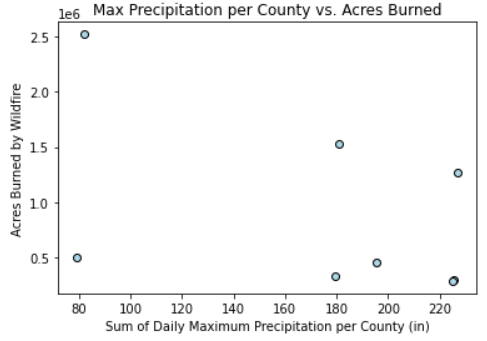 Max Precipitation per County vs. Acres Burned
1e6
2.5
2.0
1.5
1.0
0.5
Acres Burned by Wildfire
80 100 120 140 160 180 200 220
Sum of Daily Maximum Precipitation per County (in)